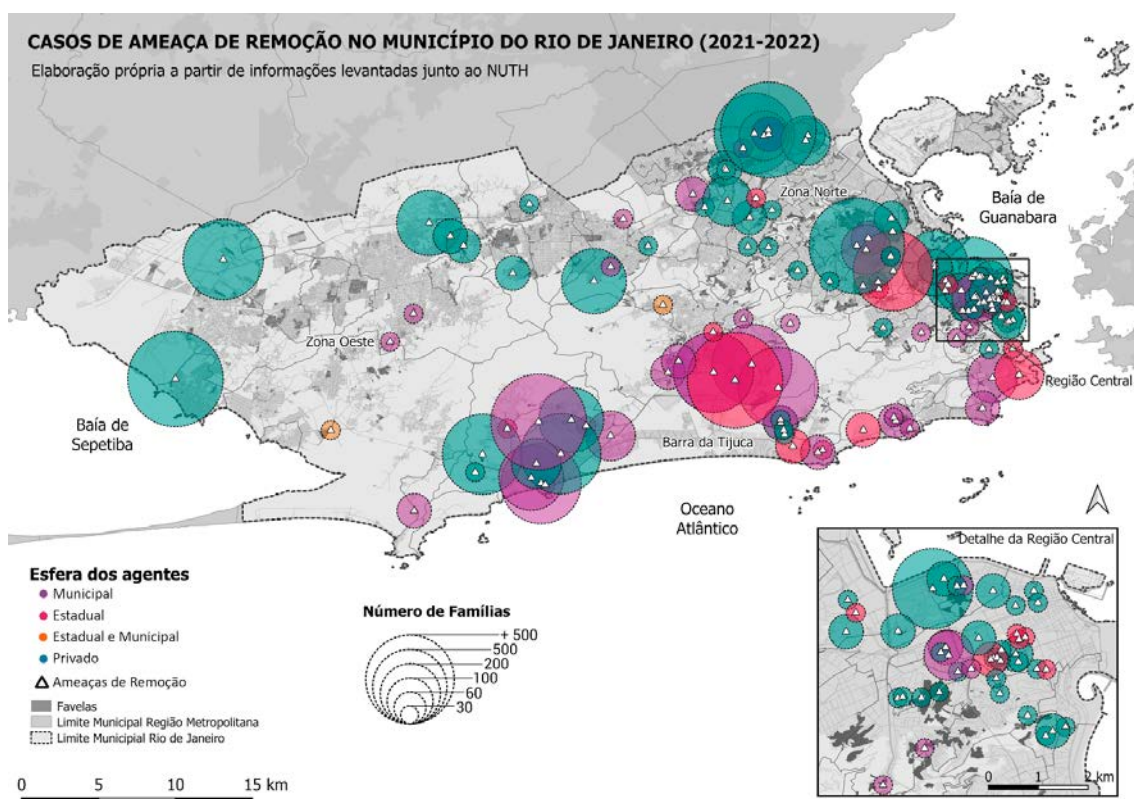 CASOS DE AMEAÇA DE REMOÇÃO NO MUNICÍPIO DO RIO DE JANEIRO (2021-2022)
Elaboração própria a partir de informações levantadas junto ao NUTH
Zona Norte
Baía de
Guanabara
Zona Oeste
Região Central
Baía de
Sepetiba
Barra da Tijuca
Oceano
Atlântico
Detalhe da Região Central
Esfera dos agentes
Municipal
Estadual
Estadual e Municipal
Privado
Ameaças de Remoção
Favelas
Limite Municipal Região Metropolitana
Limite Municipial Rio de Janeiro
Número de Famílias
+ 500
500
200
100
60
30
0 5 10 15 km
0 1 2 km